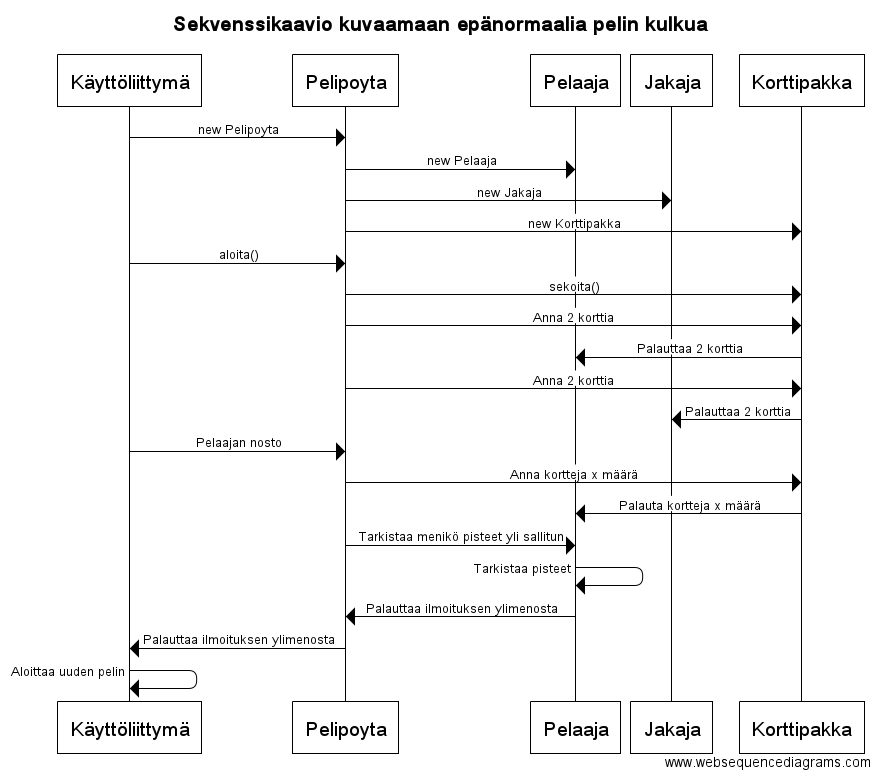 Sekvenssikaavio kuvaamaan epänormaalia pelin kulkua
Käyttöliittymä
Pelipoyta
Pelaaja
Jakaja
Korttipakka
new Pelipoyta
new Pelaaja
new Jakaja
new Korttipakka
aloita()
sekoita()
Anna 2 korttia
Palauttaa 2 korttia
Anna 2 korttia
Palauttaa 2 korttia
Pelaajan nosto
Anna kortteja x määrä
Palauta kortteja x määrä
Tarkistaa menikö pisteet yli sallitun
Tarkistaa pisteet
Palauttaa ilmoituksen ylimenosta
Palauttaa ilmoituksen ylimenosta
Aloittaa uuden pelin
Käyttöliittymä
Pelipoyta
Pelaaja
Jakaja
Korttipakka
www.websequencediagrams.com